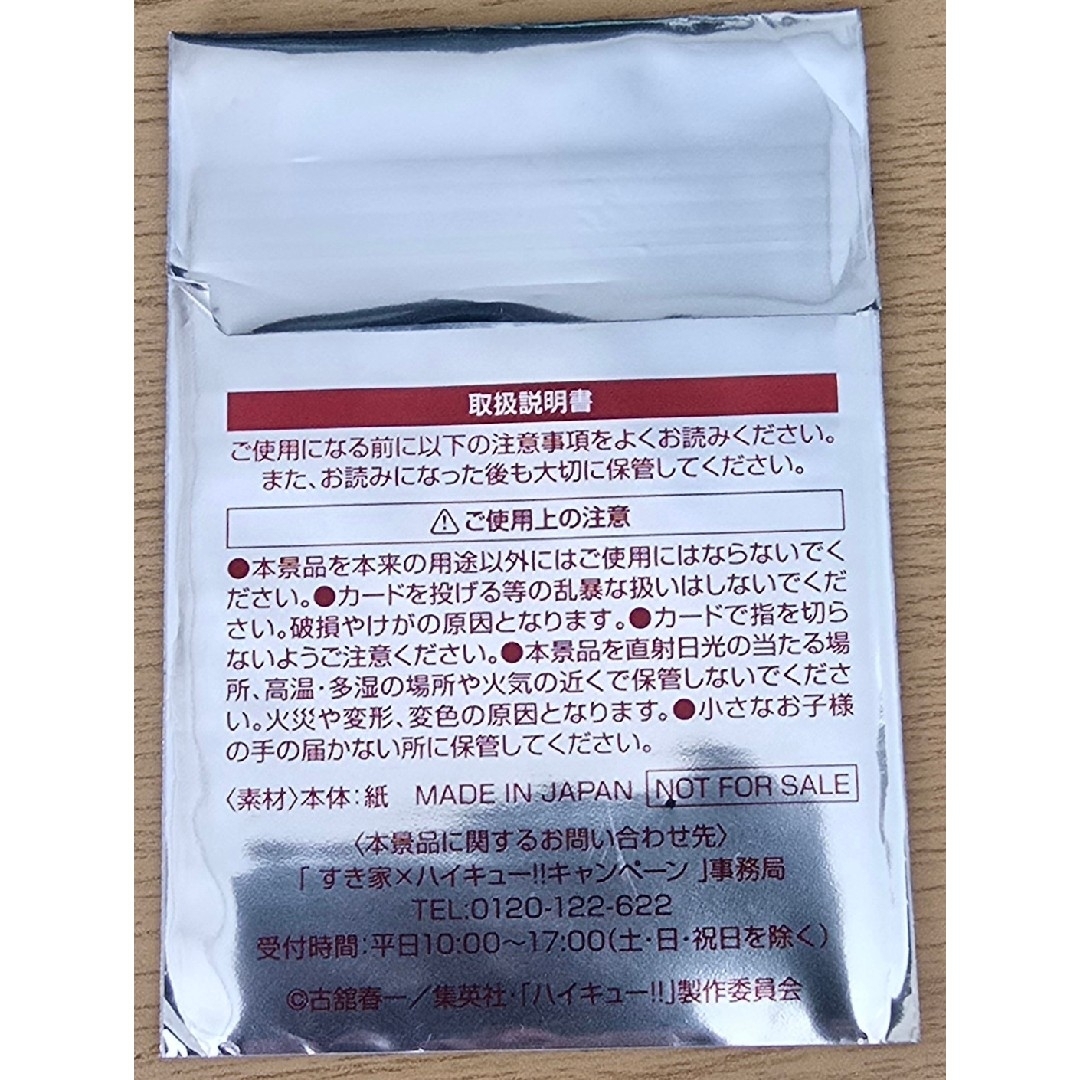 取扱説明書
ご使用になる前に以下の注意事項をよくお読みください。
また、お読みになった後も大切に保管してください。
⚠ご使用上の注意
●本景品を本来の用途以外にはご使用にはならないでく
ださい。●カードを投げる等の乱暴な扱いはしないでくだ
さい。破損やけがの原因となります。●カードで指を切ら
ないようご注意ください。●本景品を直射日光の当たる場
所、高温・多湿の場所や火気の近くで保管しないでくださ
い。火災や変形、変色の原因となります。●小さなお子様
の手の届かない所に保管してください。
〈素材〉本体：紙 MADE IN JAPAN NOT FOR SALE
〈本景品に関するお問い合わせ先〉
「すき家×ハイキュー!!キャンペーン」事務局
TEL:0120-122-622
受付時間：平日10:00～17:00（土・日・祝日を除く）
©古舘春一／集英社・「ハイキュー!!」製作委員会